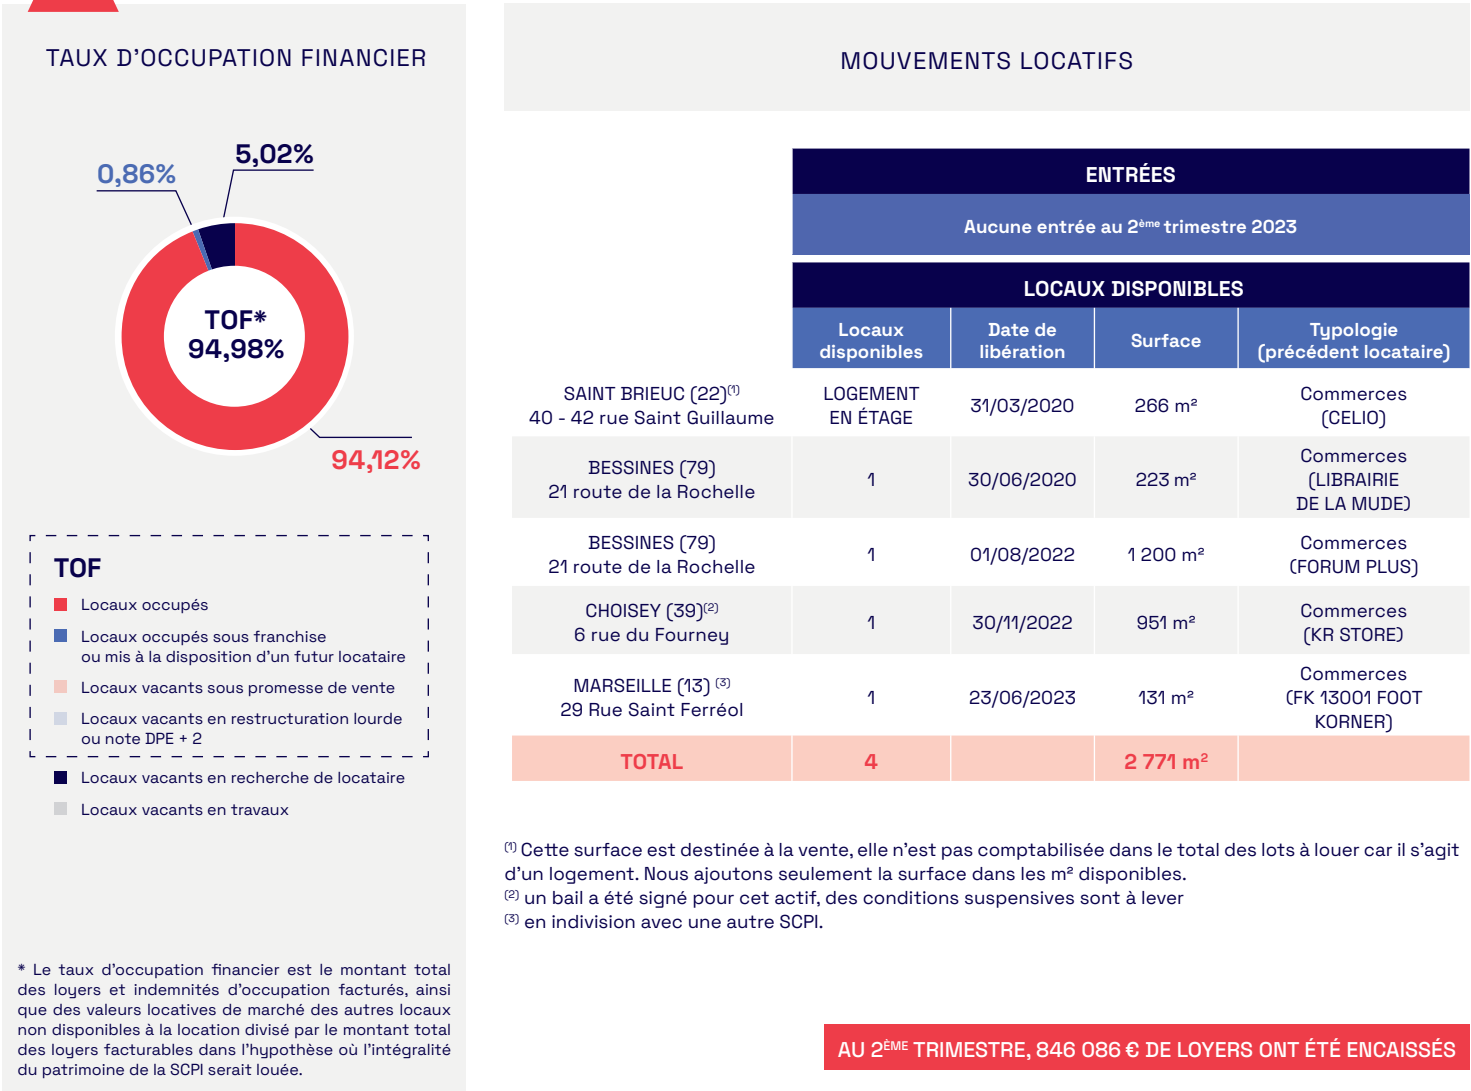 TAUX D'OCCUPATION FINANCIER
0,86%
5,02%
TOF*
94,98%
94,12%
TOF
Locaux occupés
Locaux occupés sous franchise
ou mis à la disposition d'un futur locataire
Locaux vacants sous promesse de vente
Locaux vacants en restructuration lourde
ou note DPE + 2
Locaux vacants en recherche de locataire
Locaux vacants en travaux
* Le taux d'occupation financier est le montant total
des loyers et indemnités d'occupation facturés, ainsi
que des valeurs locatives de marché des autres locaux
non disponibles à la location divisé par le montant total
des loyers facturables dans l'hypothèse où l'intégralité
du patrimoine de la SCPI serait louée.
MOUVEMENTS LOCATIFS
ENTRÉES
Aucune entrée au 2ème trimestre 2023
LOCAUX DISPONIBLES
Locaux
disponibles
Date de
libération
Surface
Typologie
(précédent locataire)
SAINT BRIEUC (22)(1)
40 - 42 rue Saint Guillaume
LOGEMENT
EN ÉTAGE
31/03/2020
266 m²
Commerces
(CELIO)
BESSINES (79)
21 route de la Rochelle
1
30/06/2020
223 m²
Commerces
(LIBRAIRIE
DE LA MUDE)
BESSINES (79)
21 route de la Rochelle
1
01/08/2022
1 200 m²
Commerces
(FORUM PLUS)
CHOISEY (39)(2)
6 rue du Fourney
1
30/11/2022
951 m²
Commerces
(KR STORE)
MARSEILLE (13) (3)
29 Rue Saint Ferréol
1
23/06/2023
131 m²
Commerces
(FK 13001 FOOT
KORNER)
TOTAL
4
2 771 m²
(1) Cette surface est destinée à la vente, elle n'est pas comptabilisée dans le total des lots à louer car il s'agit
d'un logement. Nous ajoutons seulement la surface dans les m² disponibles.
(2) un bail a été signé pour cet actif, des conditions suspensives sont à lever
(3) en indivision avec une autre SCPI.
AU 2ÈME TRIMESTRE, 846 086 € DE LOYERS ONT ÉTÉ ENCAISSÉS